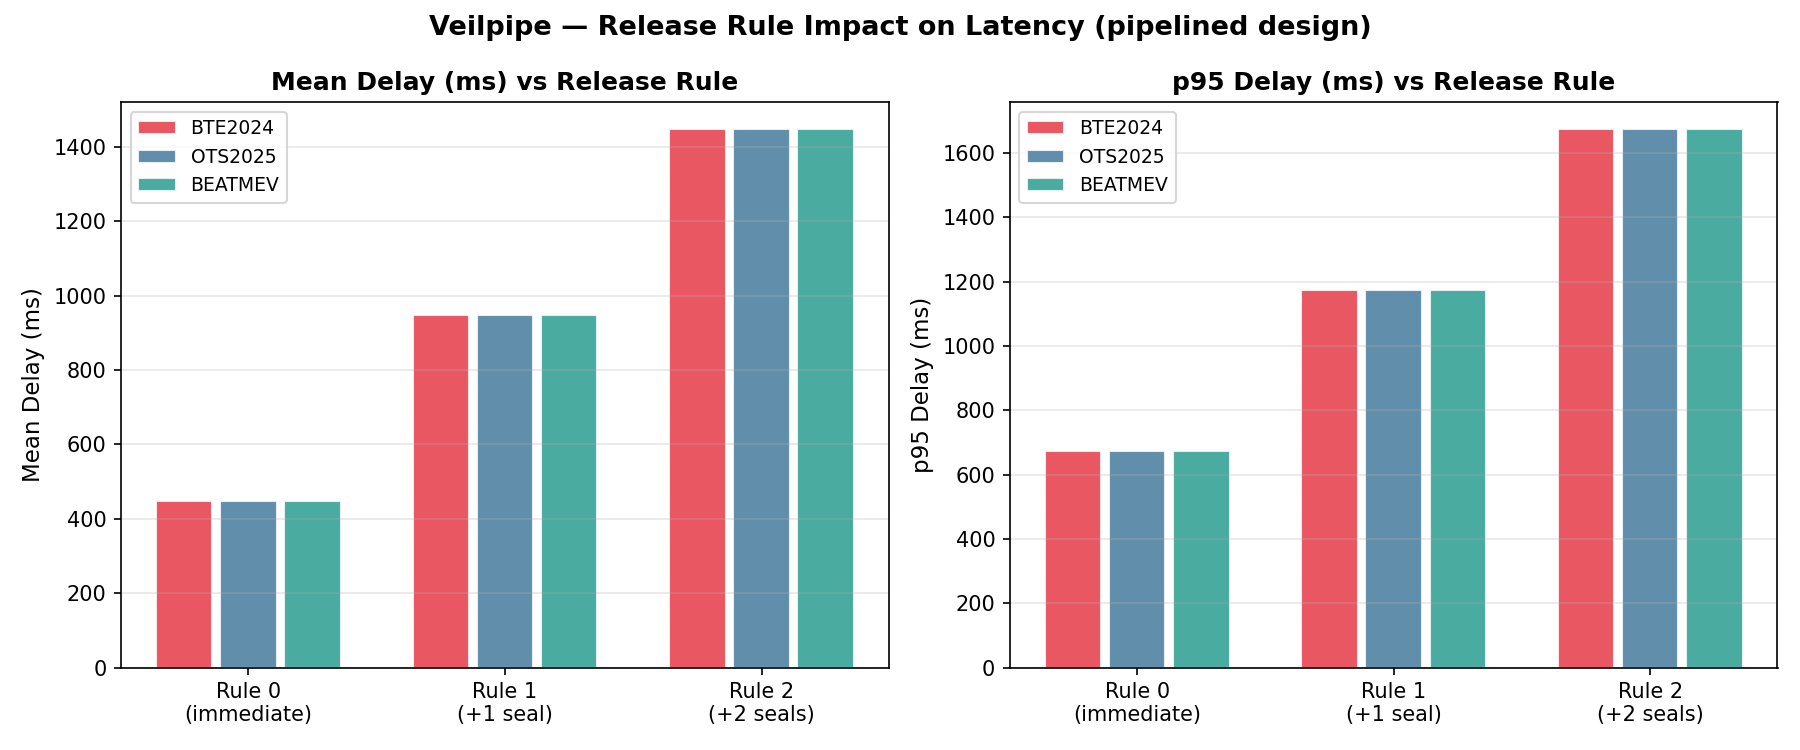 Veilpipe — Release Rule Impact on Latency (pipelined design)
Mean Delay (ms) vs Release Rule
BTE2024
OTS2025
BEATMEV
Mean Delay (ms)
1400
1200
1000
800
600
400
200
0
Rule 0
(immediate)
Rule 1
(+1 seal)
Rule 2
(+2 seals)
p95 Delay (ms) vs Release Rule
BTE2024
OTS2025
BEATMEV
p95 Delay (ms)
1600
1400
1200
1000
800
600
400
200
0
Rule 0
(immediate)
Rule 1
(+1 seal)
Rule 2
(+2 seals)